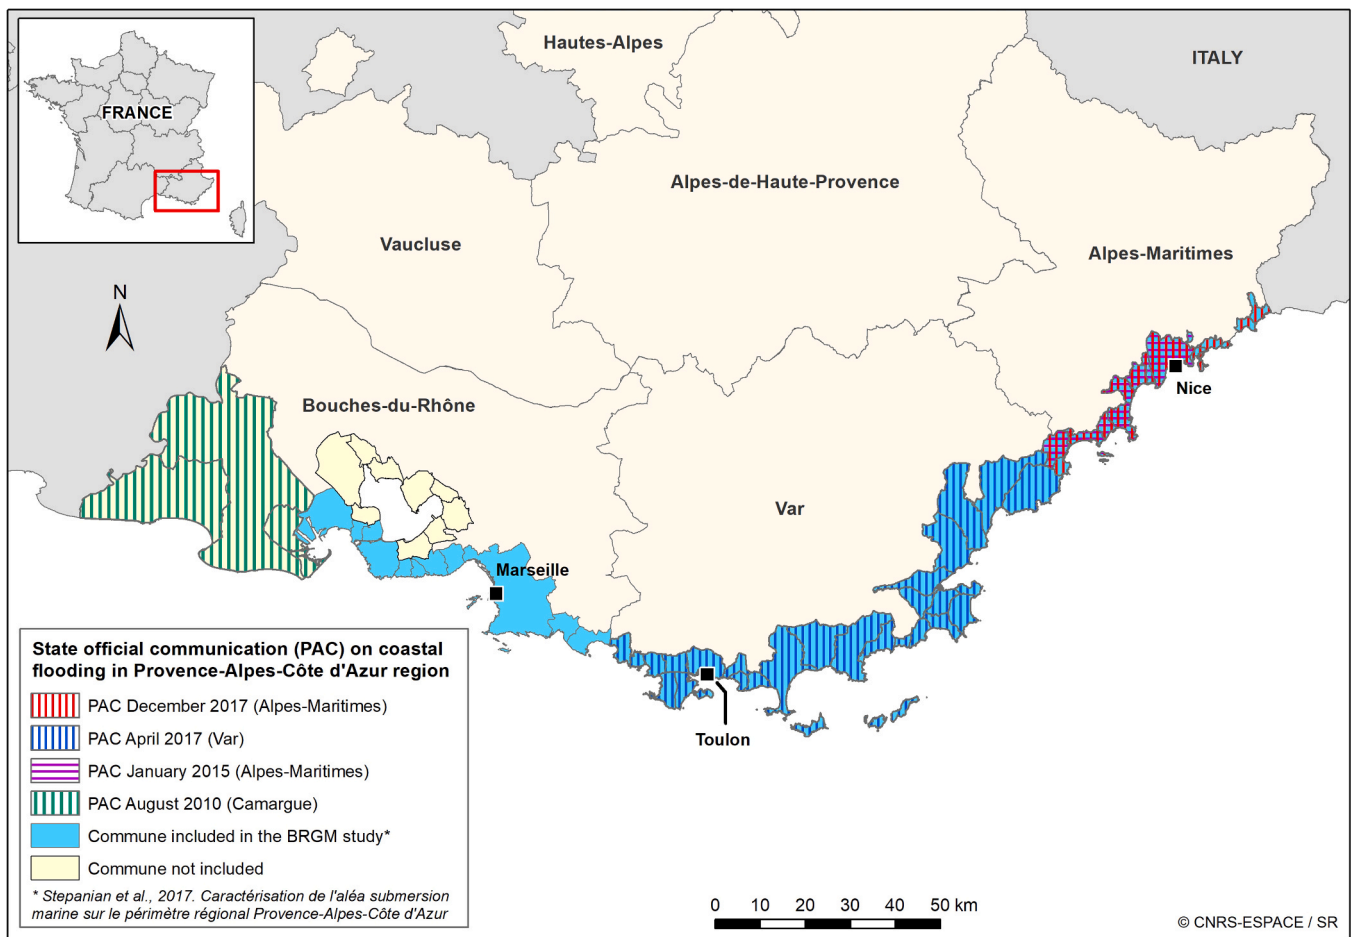 Hautes-Alpes
ITALY
FRANCE
Alpes-de-Haute-Provence
Vaucluse
Alpes-Maritimes
N
Nice
Bouches-du-Rhône
Var
Marseille
Toulon
State official communication (PAC) on coastal
flooding in Provence-Alpes-Côte d'Azur region
PAC December 2017 (Alpes-Maritimes)
PAC April 2017 (Var)
PAC January 2015 (Alpes-Maritimes)
PAC August 2010 (Camargue)
Commune included in the BRGM study*
Commune not included
* Stepanian et al., 2017. Caractérisation de l'aléa submersion
marine sur le périmètre régional Provence-Alpes-Côte d'Azur
0 10 20 30 40 50 km
© CNRS-ESPACE / SR